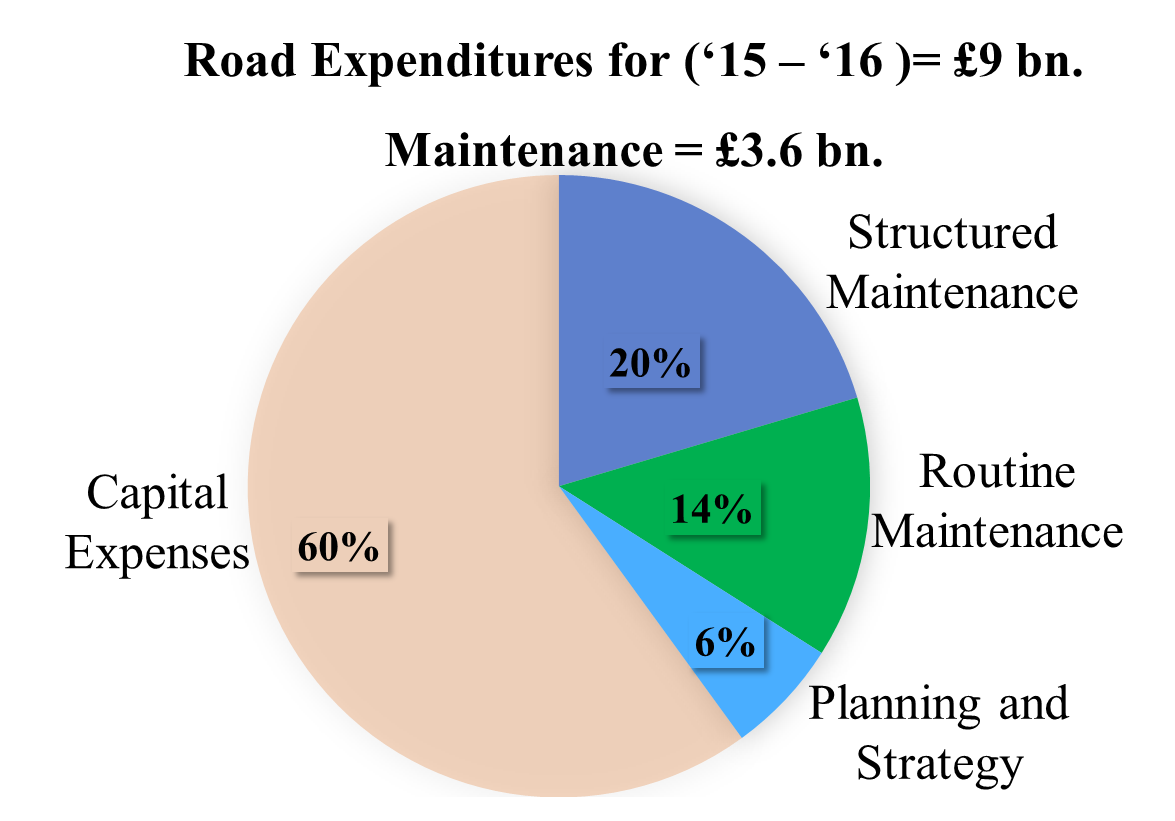 Road Expenditures for (‘15 – ‘16 )= £9 bn.
Maintenance = £3.6 bn.
Structured
Maintenance
20%
Routine
Maintenance
14%
Capital
Expenses
60%
6%
Planning and
Strategy